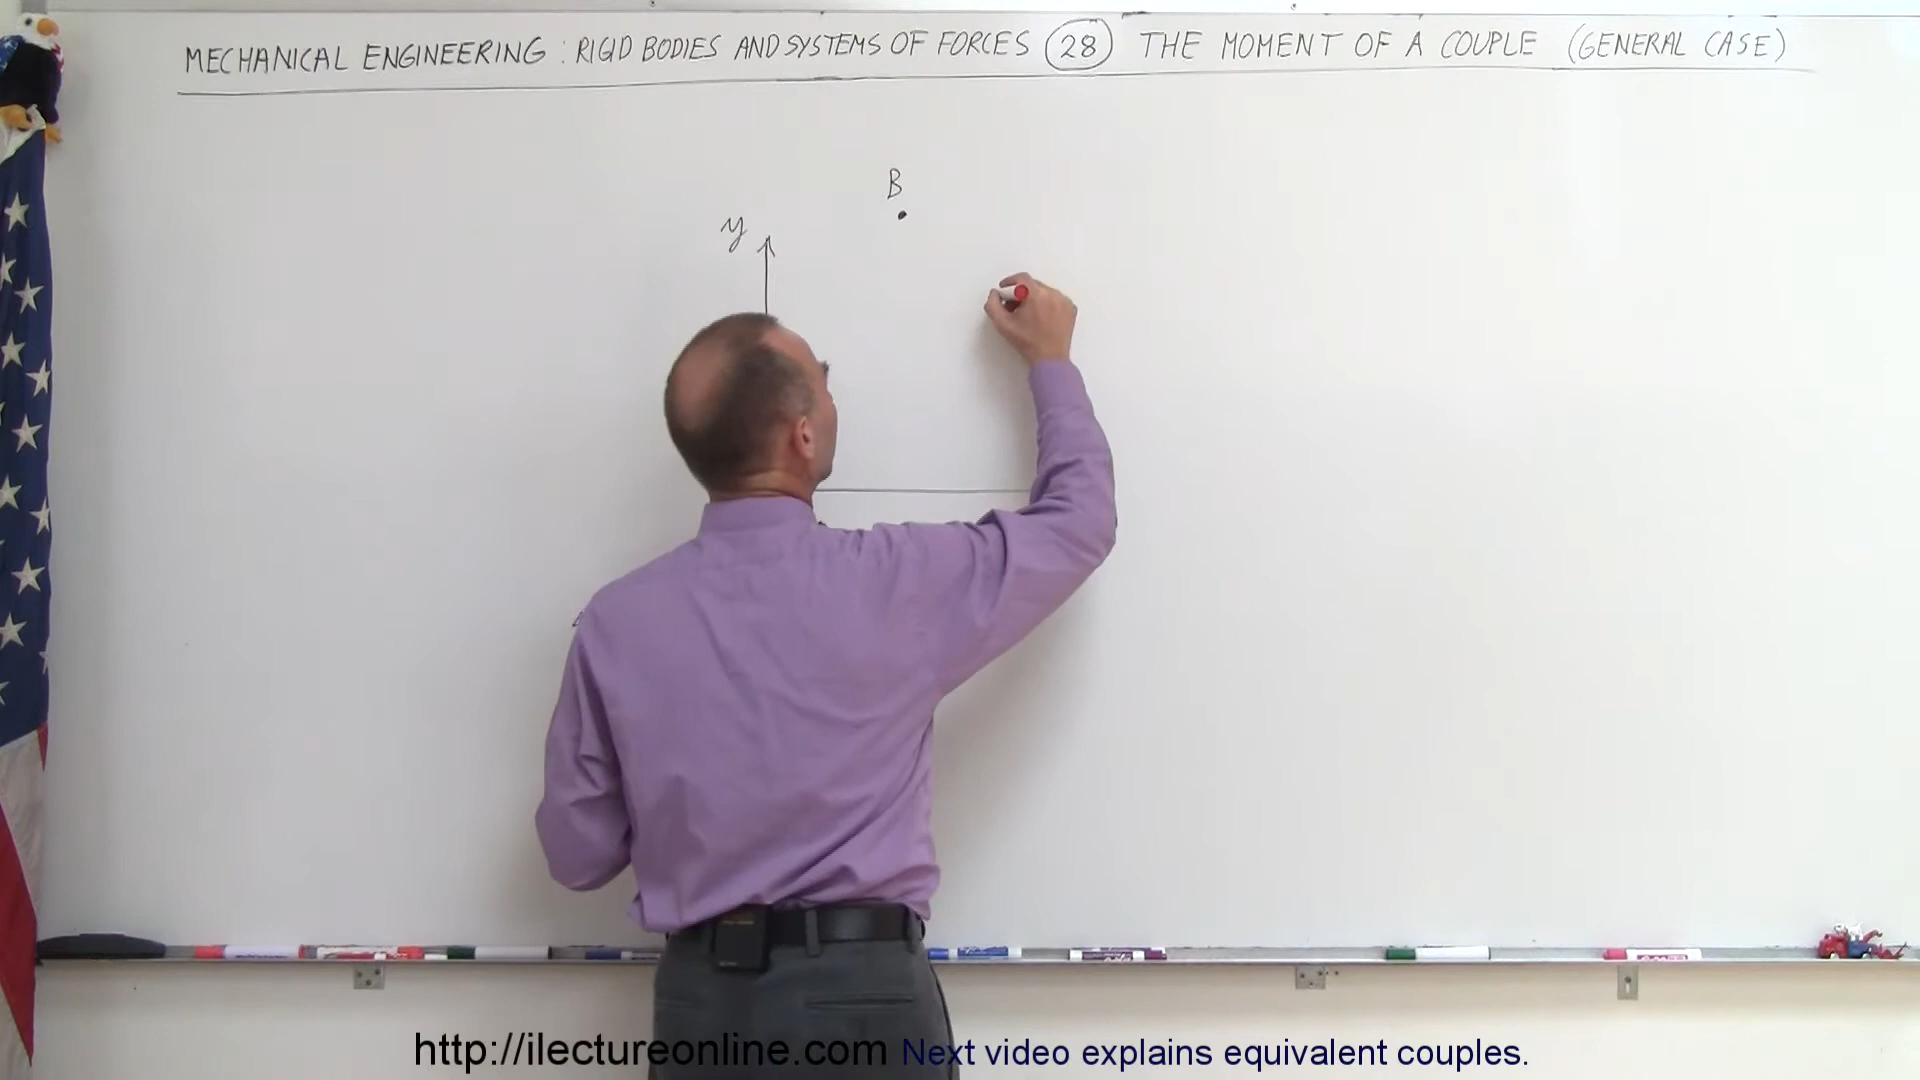 MECHANICAL ENGINEERING: RIGID BODIES AND SYSTEMS OF FORCES 28 THE MOMENT OF A COUPLE (GENERAL CASE)
B
y
http://ilectureonline.com Next video explains equivalent couples.